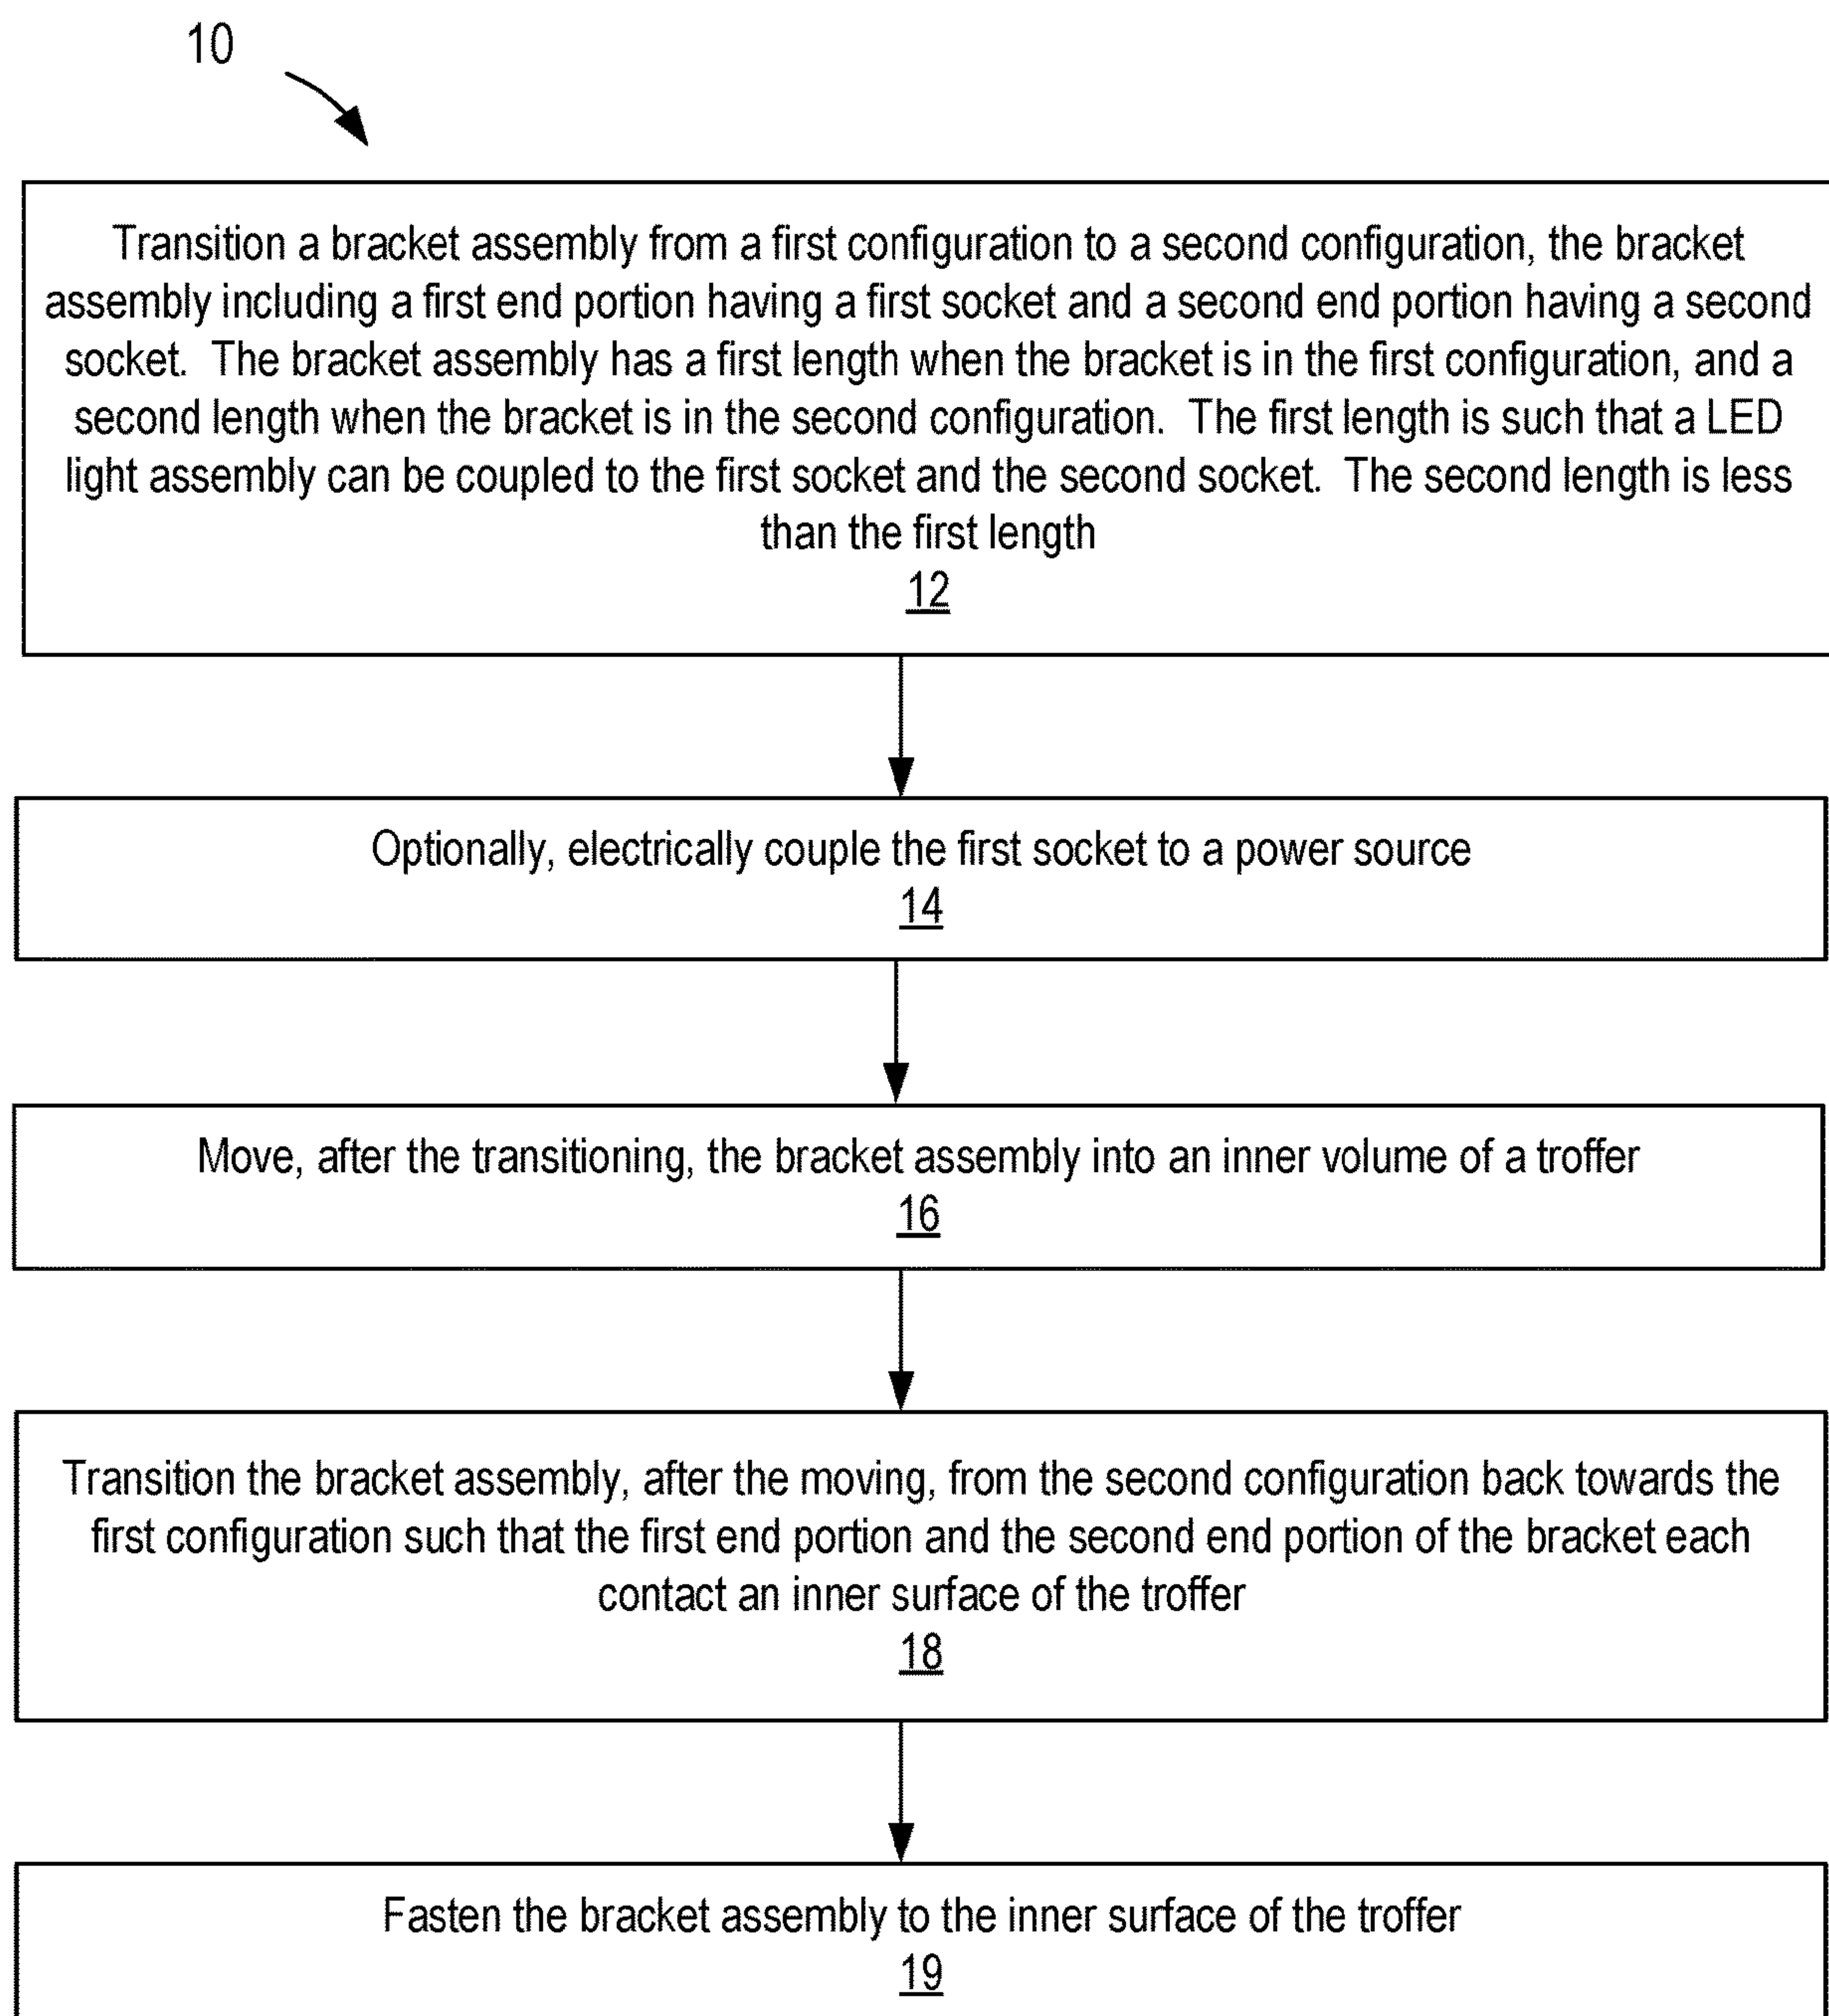 10
Transition a bracket assembly from a first configuration to a second configuration, the bracket
assembly including a first end portion having a first socket and a second end portion having a second
socket.  The bracket assembly has a first length when the bracket is in the first configuration, and a
second length when the bracket is in the second configuration.  The first length is such that a LED
light assembly can be coupled to the first socket and the second socket.  The second length is less
than the first length
12
Optionally, electrically couple the first socket to a power source
14
Move, after the transitioning, the bracket assembly into an inner volume of a troffer
16
Transition the bracket assembly, after the moving, from the second configuration back towards the
first configuration such that the first end portion and the second end portion of the bracket each
contact an inner surface of the troffer
18
Fasten the bracket assembly to the inner surface of the troffer
19